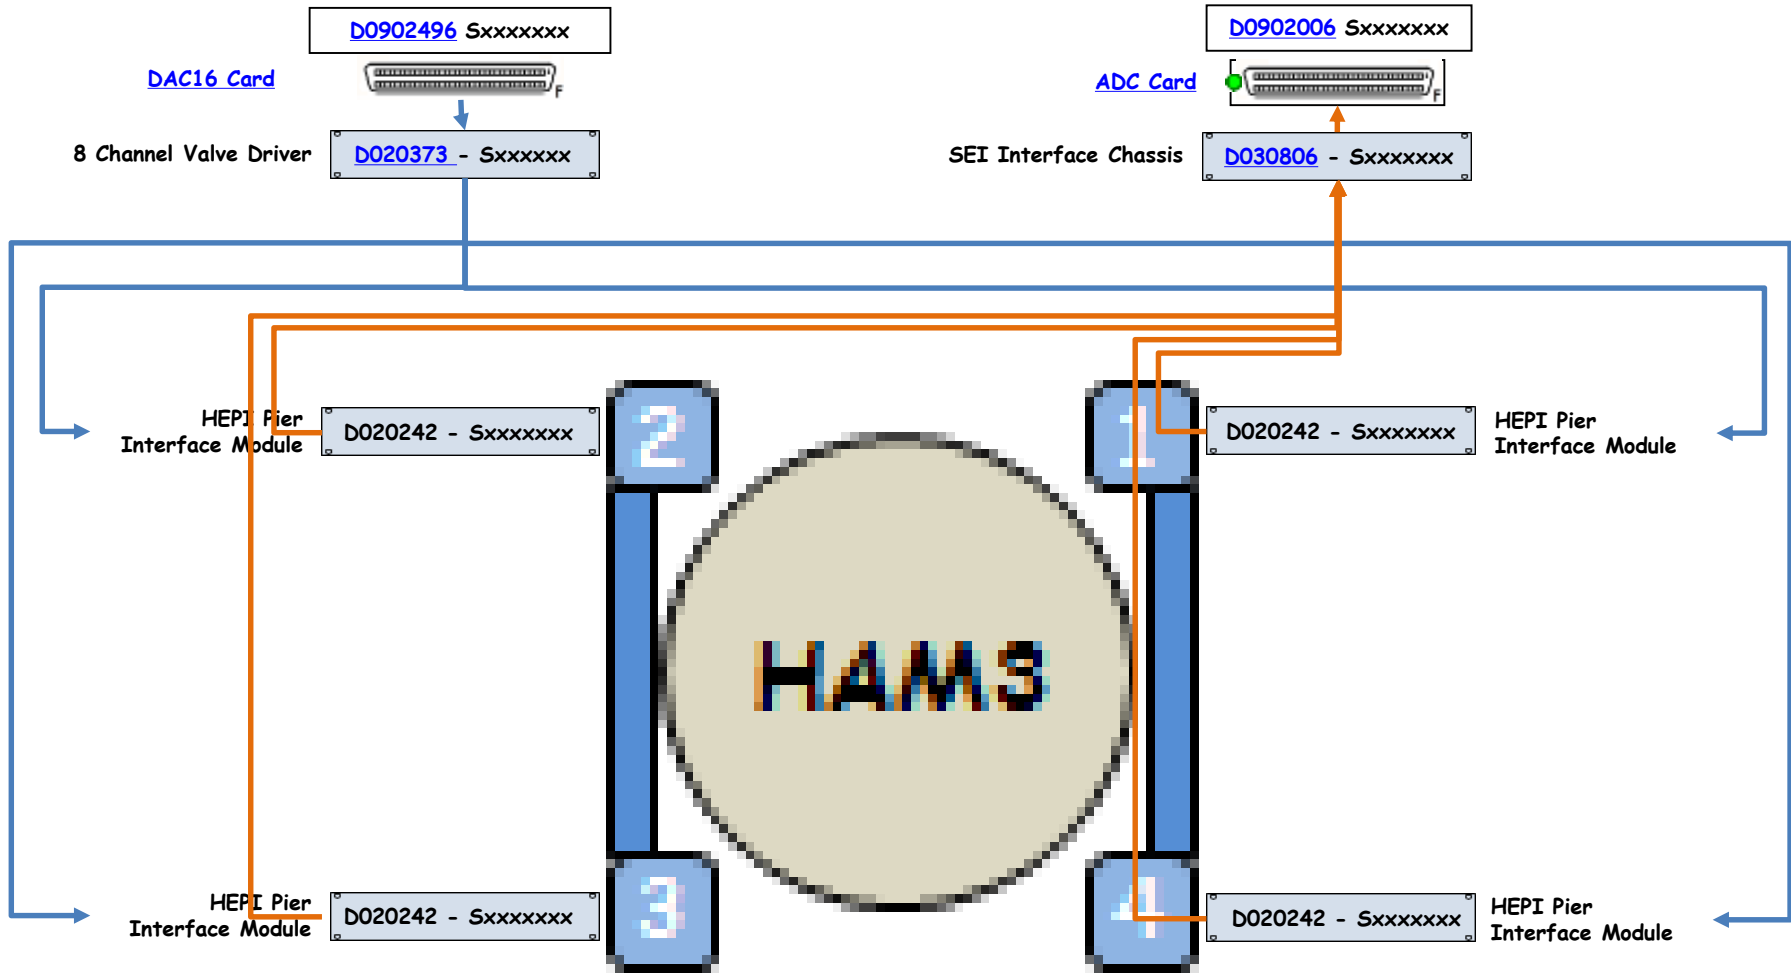 D0902496 Sxxxxxxx
D0902006 Sxxxxxxx
DAC16 Card
F
ADC Card
F
8 Channel Valve Driver
D020373 - Sxxxxxx
SEI Interface Chassis
D030806 - Sxxxxxxx
HEPI Pier
Interface Module
D020242 - Sxxxxxxx
2
1
D020242 - Sxxxxxxx
HEPI Pier
Interface Module
HAM3
HEPI Pier
Interface Module
D020242 - Sxxxxxxx
3
4
D020242 - Sxxxxxxx
HEPI Pier
Interface Module